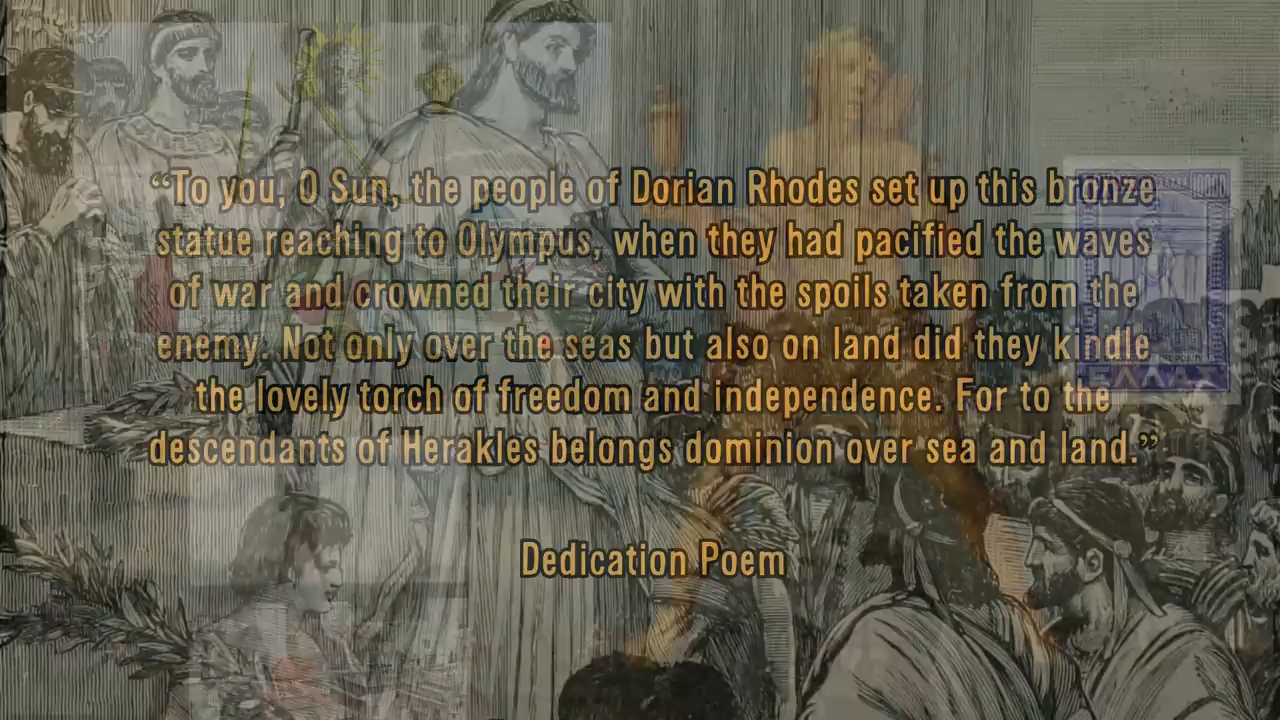 “To you, O Sun, the people of Dorian Rhodes set up this bronze
statue reaching to Olympus, when they had pacified the waves
of war and crowned their city with the spoils taken from the
enemy. Not only over the seas but also on land did they kindle
the lovely torch of freedom and independence. For to the
descendants of Herakles belongs dominion over sea and land.”
Dedication Poem
ΕΛΛΑΣ